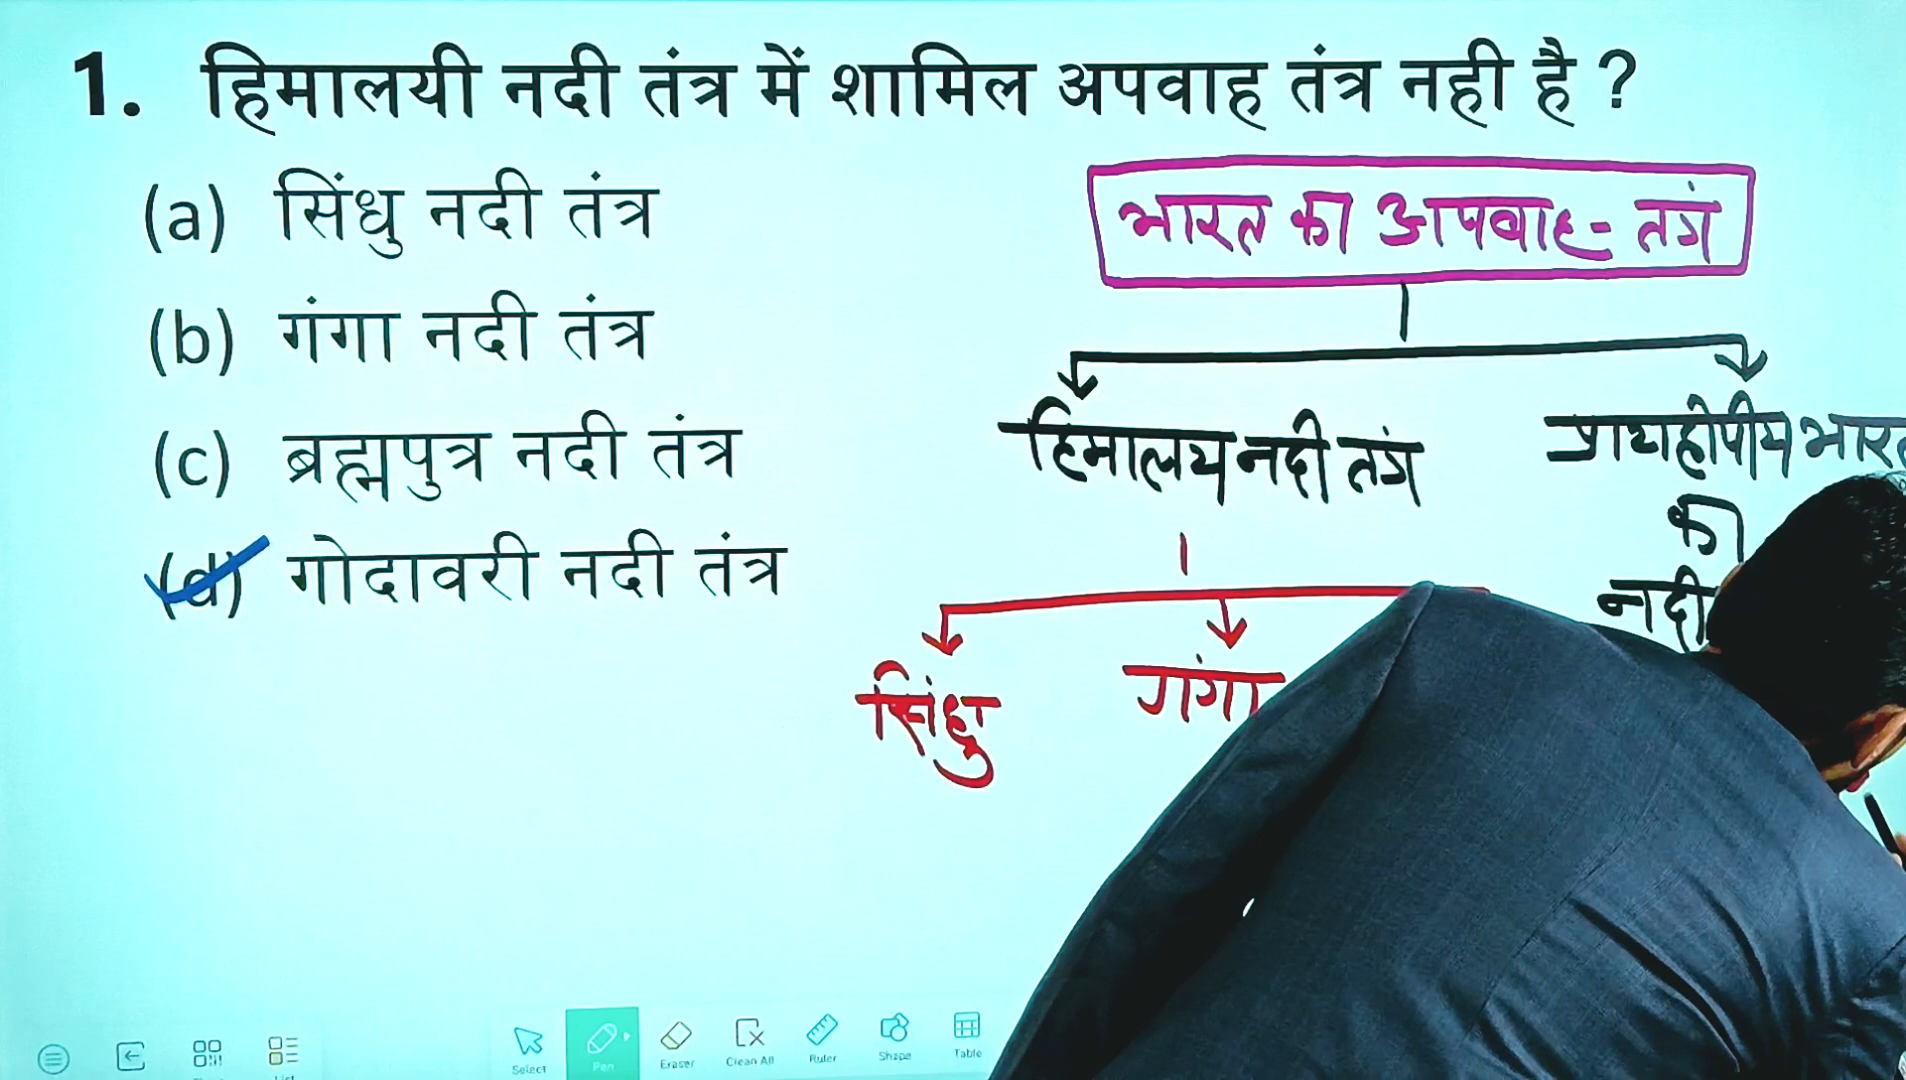 1. हिमालयी नदी तंत्र में शामिल अपवाह तंत्र नही है ?
(a) सिंधु नदी तंत्र
(b) गंगा नदी तंत्र
(c) ब्रह्मपुत्र नदी तंत्र
(d) गोदावरी नदी तंत्र
भारत का अपवाह - तंत्र
हिमालय नदी तंत्र
प्रायद्वीपीय भारत
की
नदी
सिंधु
गंगा
Select
Pen
Eraser
Clean All
Ruler
Shape
Table